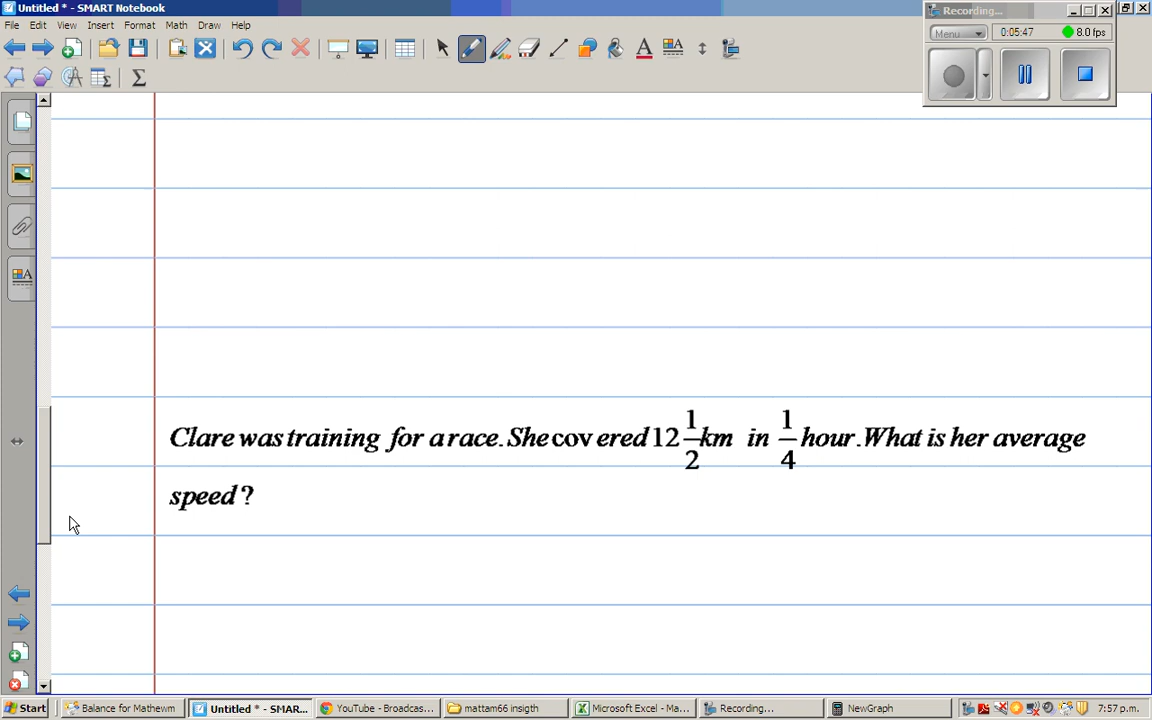 Untitled * - SMART Notebook
File Edit View Insert Format Math Draw Help
Recording...
Menu 0:05:47 8.0 fps
Clare was training for a race. She covered 12 1/2 km in 1/4 hour. What is her average
speed ?
Start Balance for Mathewm Untitled * - SMAR... YouTube - Broadcas... mattam66 insigth Microsoft Excel - Ma... Recording... NewGraph 7:57 p.m.